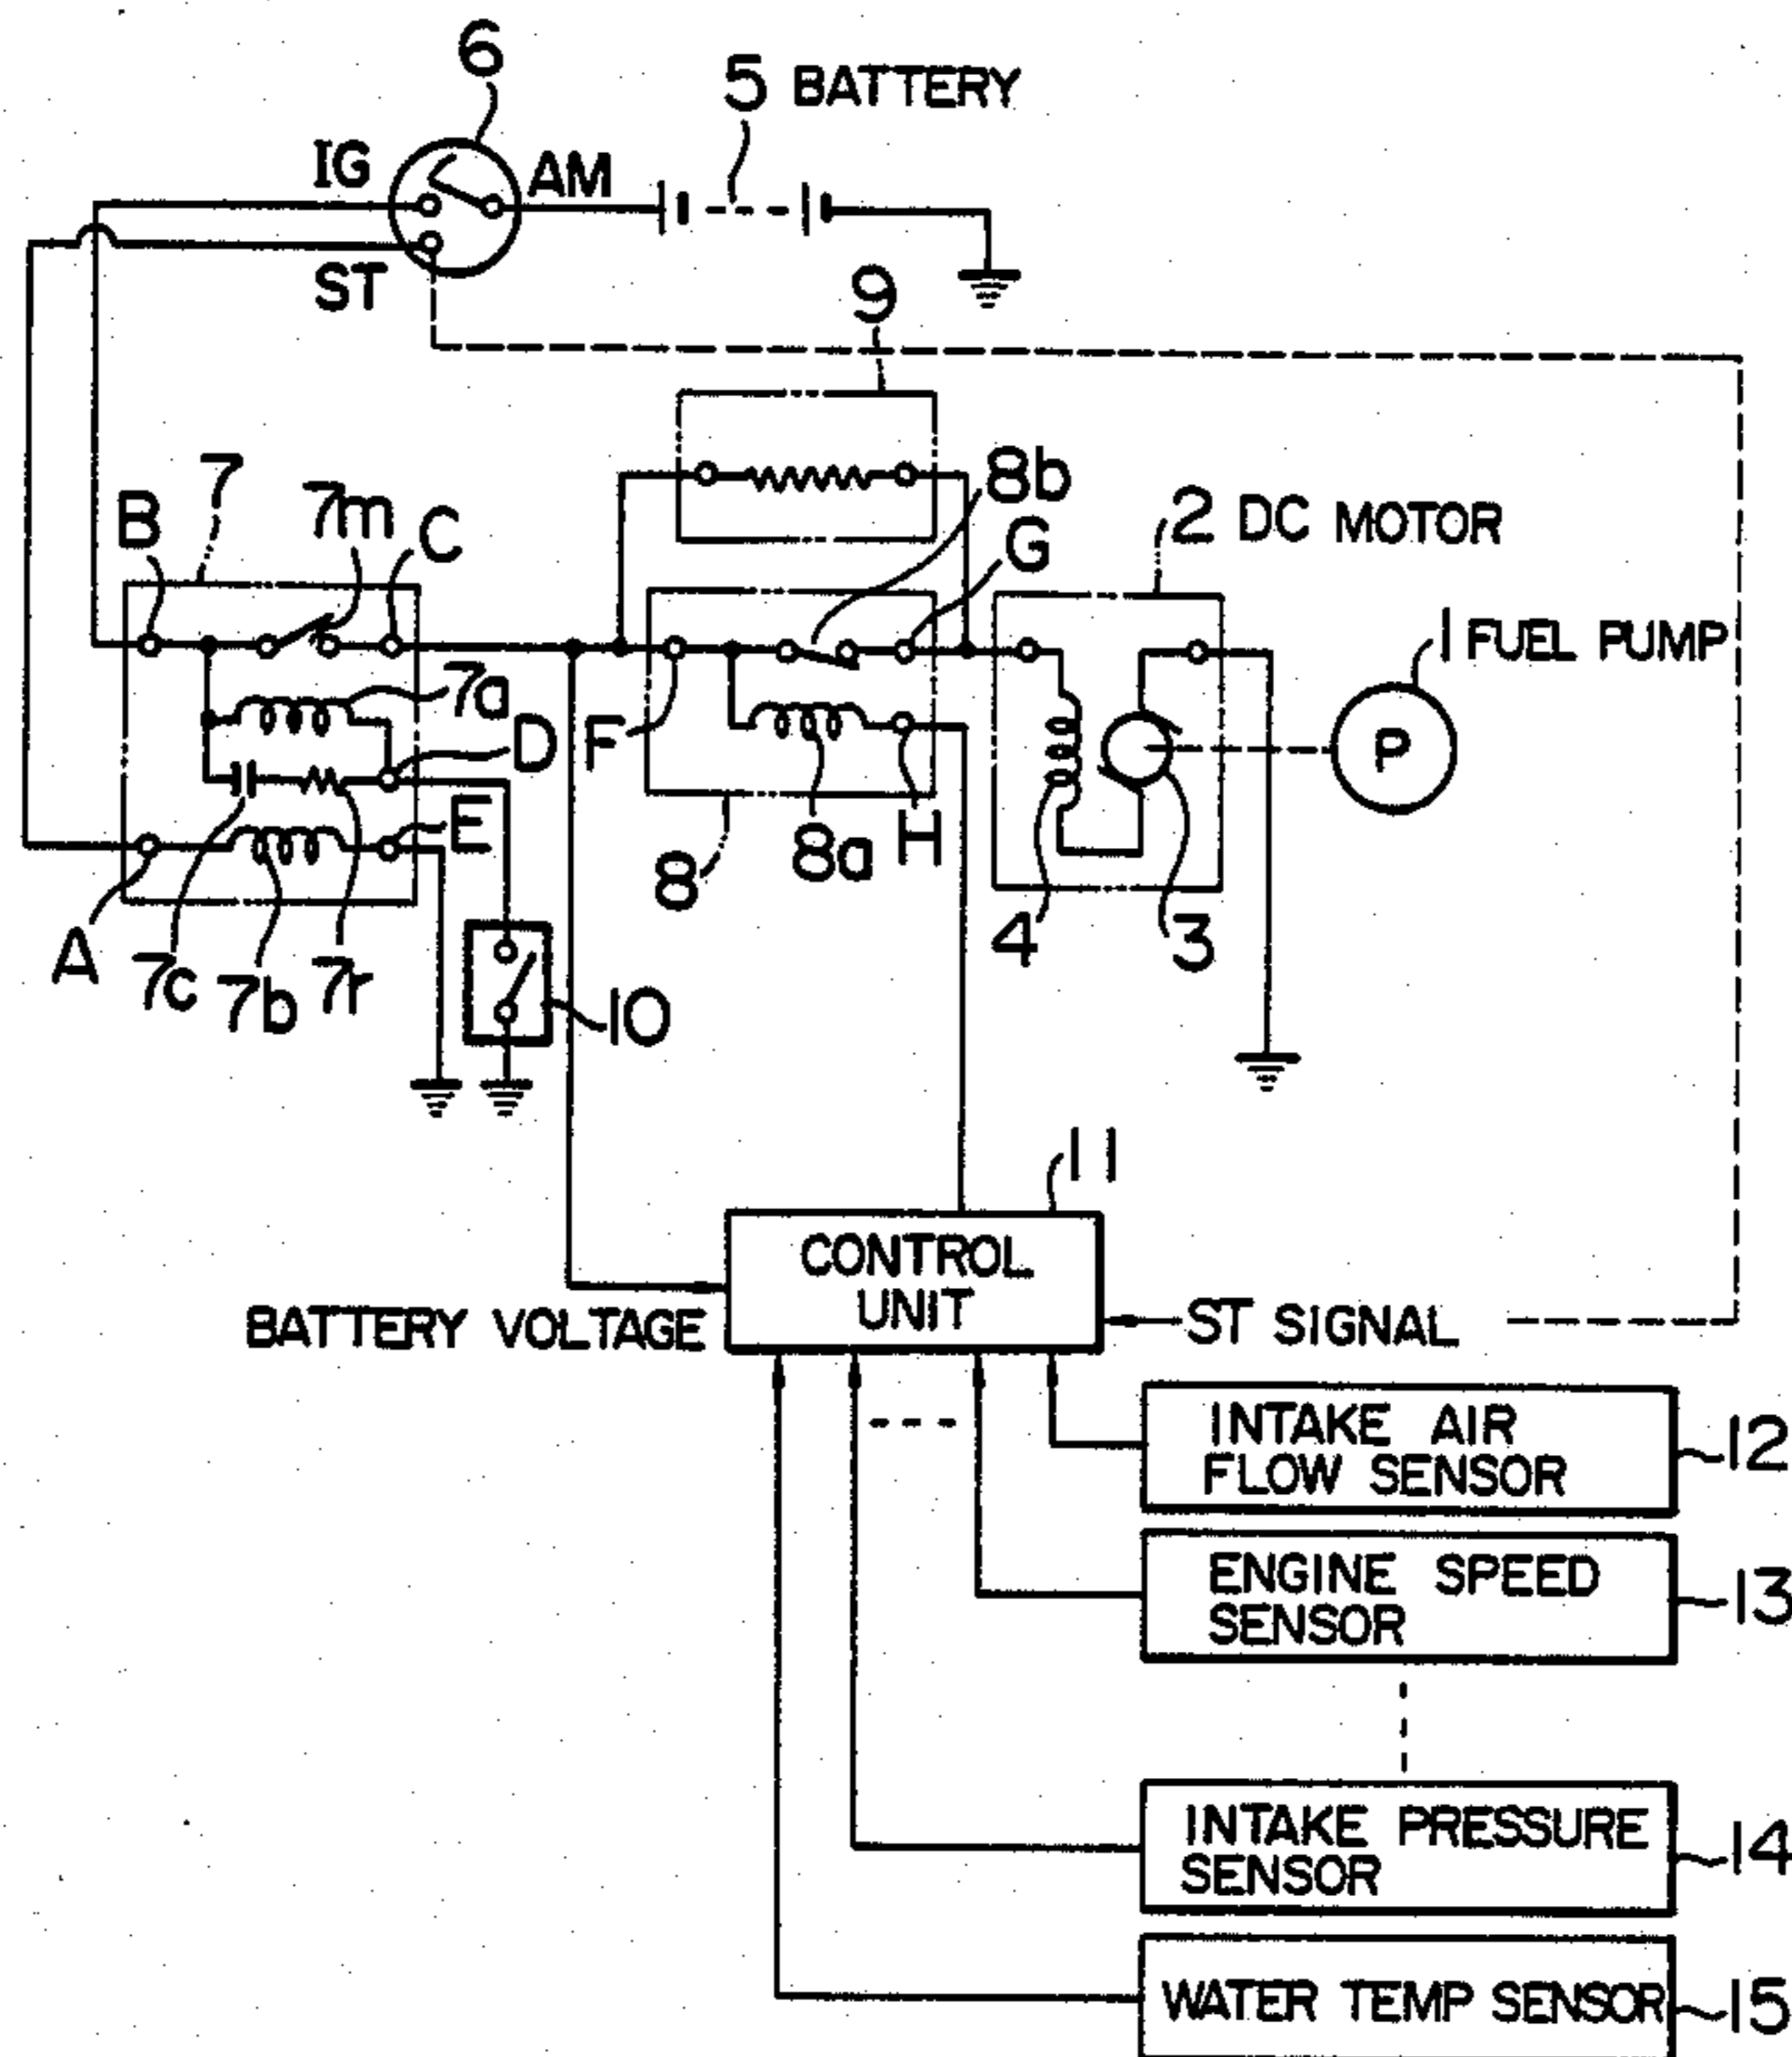 6
5 BATTERY
IG
AM
ST
9
7
7m
8b
B
C
G
2 DC MOTOR
1 FUEL PUMP
7a
D
F
P
E
8
8a
H
A
7c
7b
7r
4
3
10
11
CONTROL
UNIT
BATTERY VOLTAGE
ST SIGNAL
INTAKE AIR
FLOW SENSOR
12
ENGINE SPEED
SENSOR
13
INTAKE PRESSURE
SENSOR
14
WATER TEMP SENSOR
15